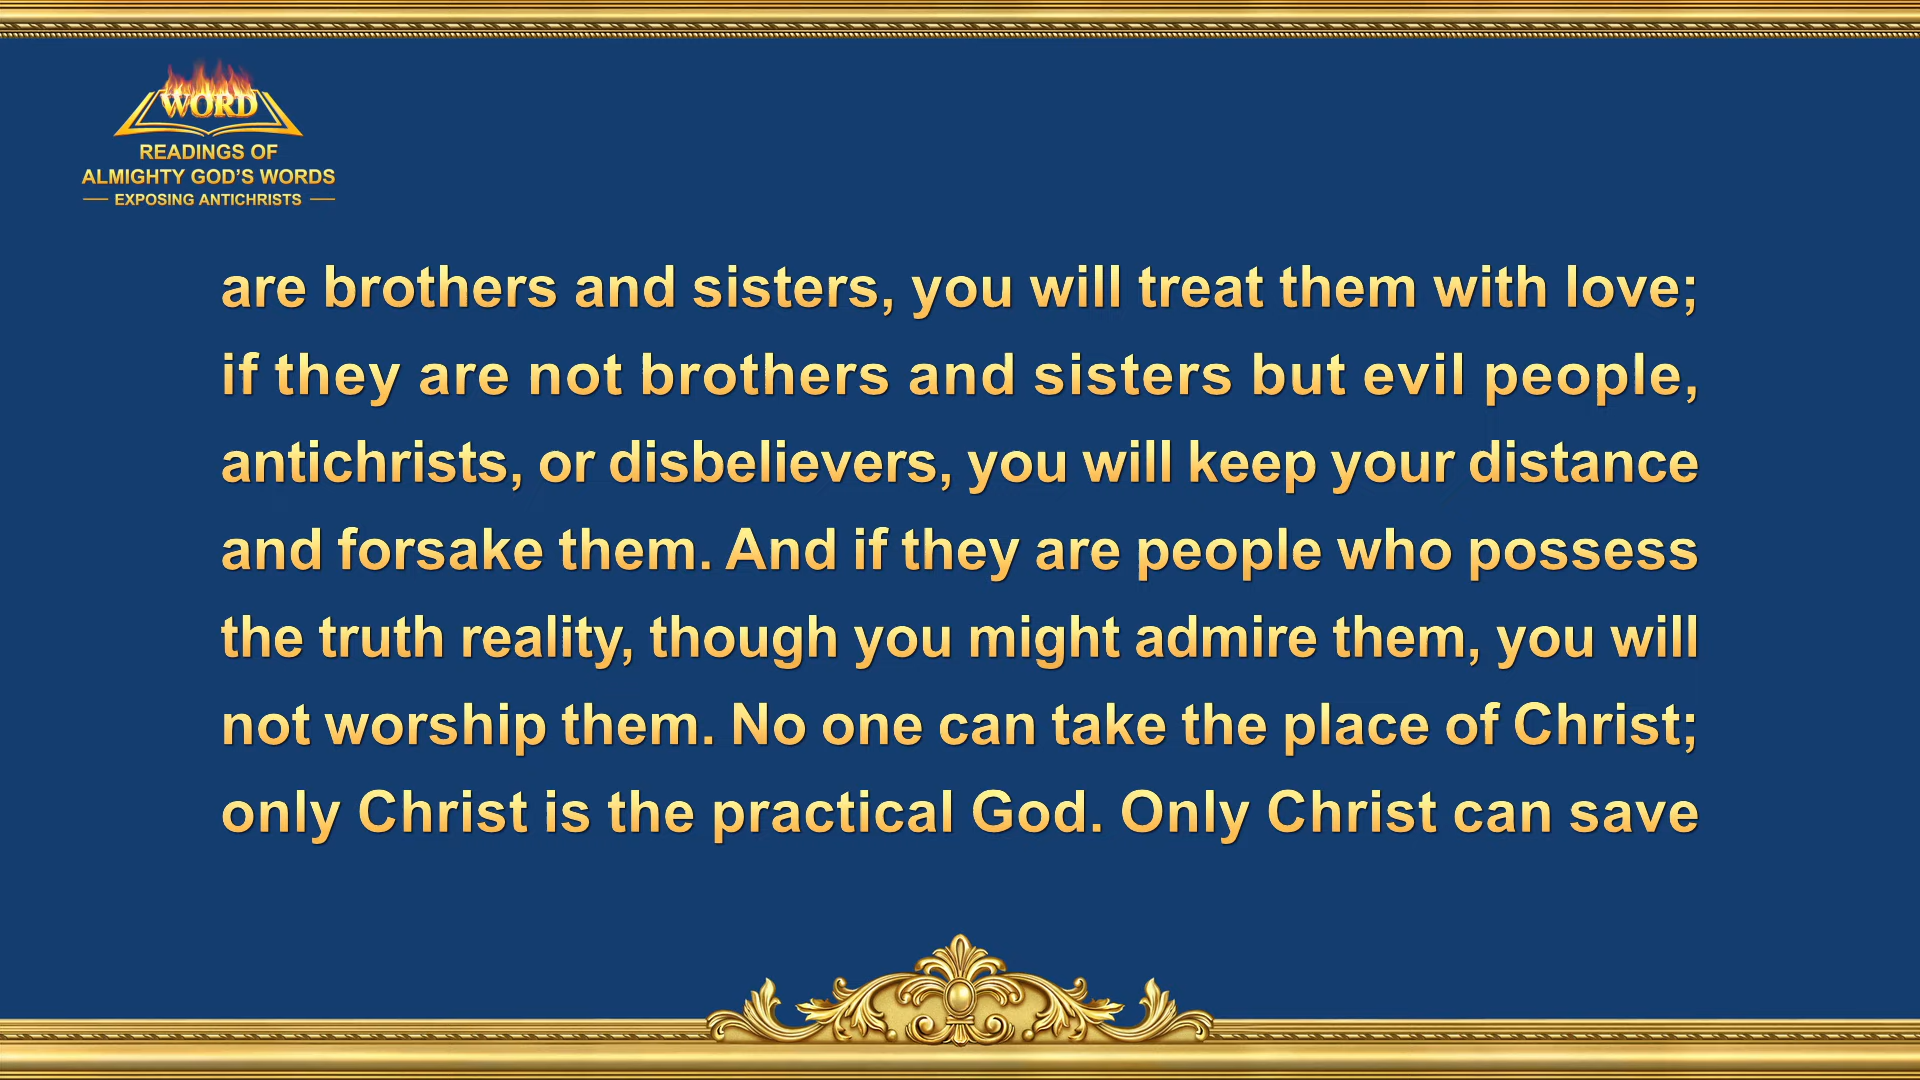 WORD
READINGS OF
ALMIGHTY GOD'S WORDS
EXPOSING ANTICHRISTS
are brothers and sisters, you will treat them with love;
if they are not brothers and sisters but evil people,
antichrists, or disbelievers, you will keep your distance
and forsake them. And if they are people who possess
the truth reality, though you might admire them, you will
not worship them. No one can take the place of Christ;
only Christ is the practical God. Only Christ can save